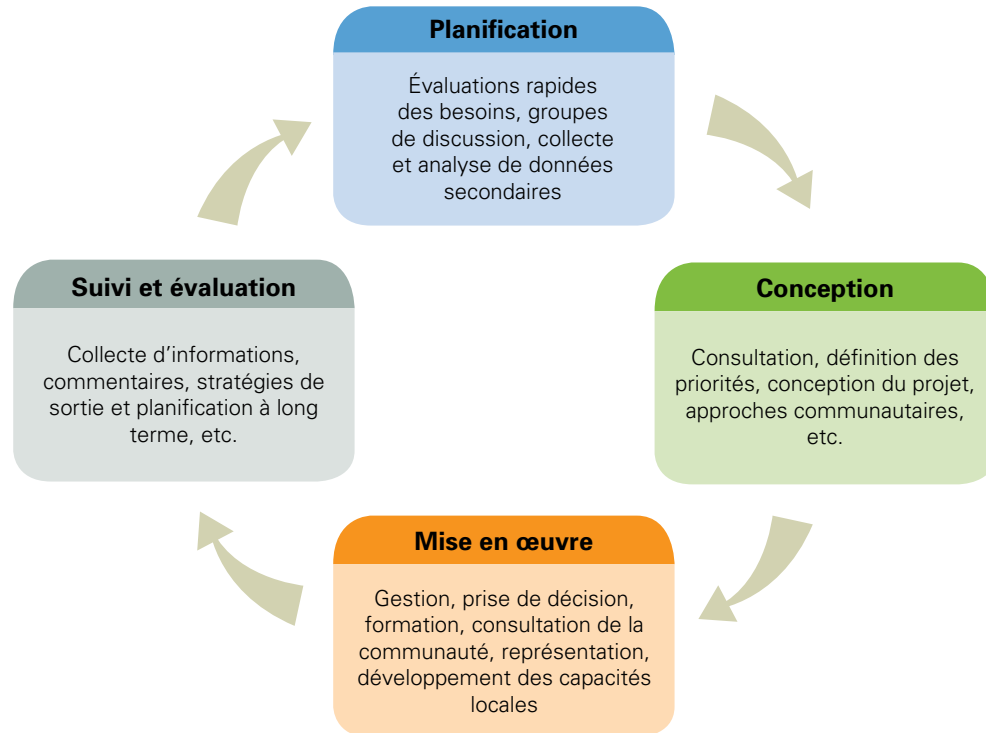 Planification
Évaluations rapides
des besoins, groupes
de discussion, collecte
et analyse de données
secondaires
Conception
Consultation, définition des
priorités, conception du projet,
approches communautaires,
etc.
Mise en œuvre
Gestion, prise de décision,
formation, consultation de la
communauté, représentation,
développement des capacités
locales
Suivi et évaluation
Collecte d’informations,
commentaires, stratégies de
sortie et planification à long
terme, etc.